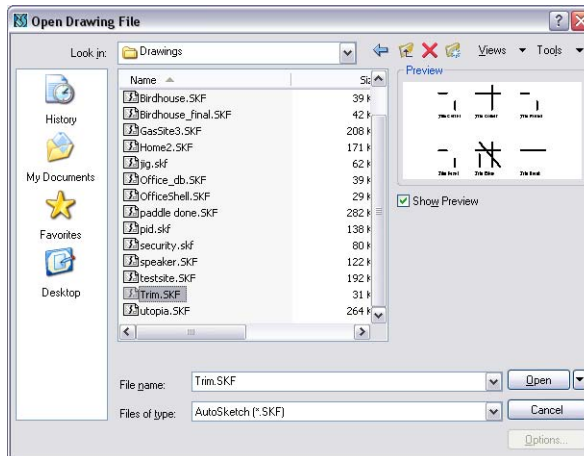 Open Drawing File
Look in: Drawings Views Tools
History
My Documents
Favorites
Desktop
Name Siz
Birdhouse.SKF 39 K
Birdhouse_final.SKF 42 K
GasSite3.SKF 208 K
Home2.SKF 171 K
jig.skf 62 K
Office_db.SKF 39 K
OfficeShell.SKF 29 K
paddle done.SKF 282 K
pid.skf 138 K
security.skf 80 K
speaker.SKF 122 K
testsite.SKF 192 K
Trim.SKF 31 K
utopia.SKF 264 K
Preview
Show Preview
File name: Trim.SKF Open
Files of type: AutoSketch (*.SKF) Cancel
Options...